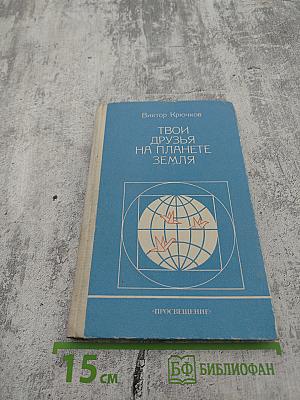 Виктор Крючков
ТВОИ
ДРУЗЬЯ
НА ПЛАНЕТЕ
ЗЕМЛЯ
«ПРОСВЕЩЕНИЕ»
15 см
БФ БИБЛИОФАН